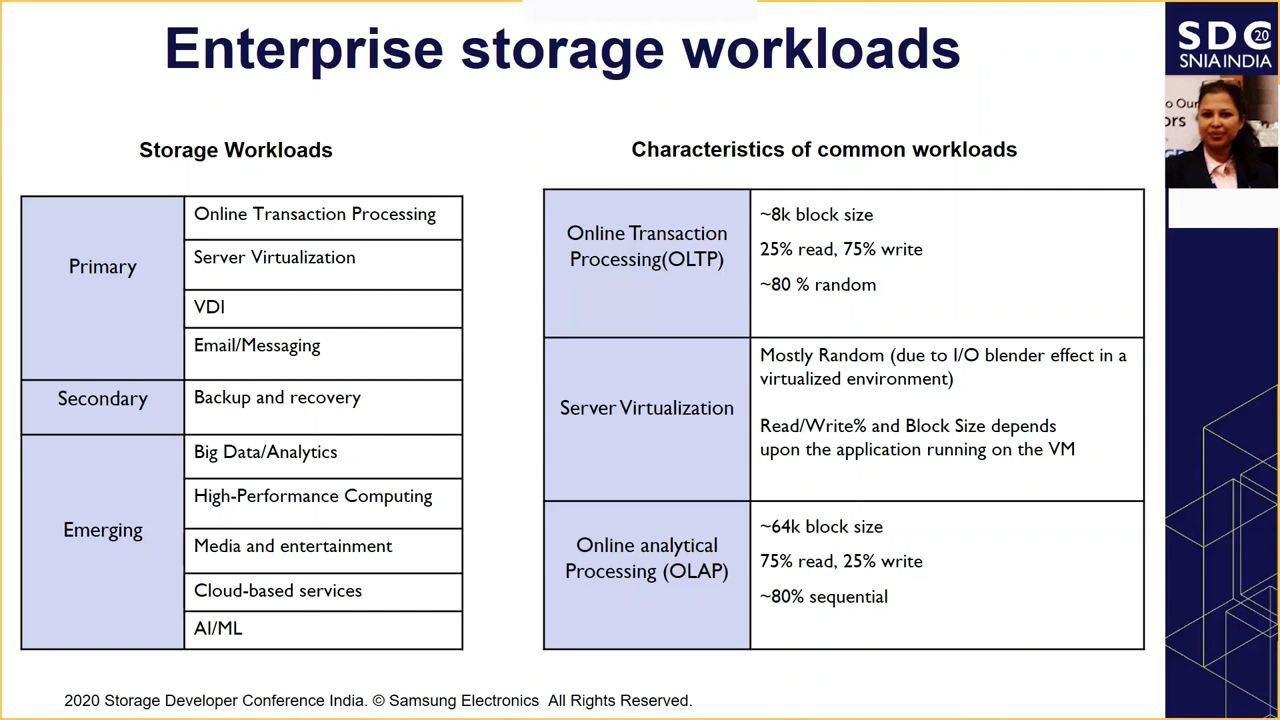 Enterprise storage workloads
SDC 20
SNIA INDIA
o Our
ors
Storage Workloads
Primary
Online Transaction Processing
Server Virtualization
VDI
Email/Messaging
Secondary
Backup and recovery
Emerging
Big Data/Analytics
High-Performance Computing
Media and entertainment
Cloud-based services
AI/ML
Characteristics of common workloads
Online Transaction
Processing(OLTP)
~8k block size
25% read, 75% write
~80 % random
Server Virtualization
Mostly Random (due to I/O blender effect in a
virtualized environment)
Read/Write% and Block Size depends
upon the application running on the VM
Online analytical
Processing (OLAP)
~64k block size
75% read, 25% write
~80% sequential
2020 Storage Developer Conference India. © Samsung Electronics All Rights Reserved.